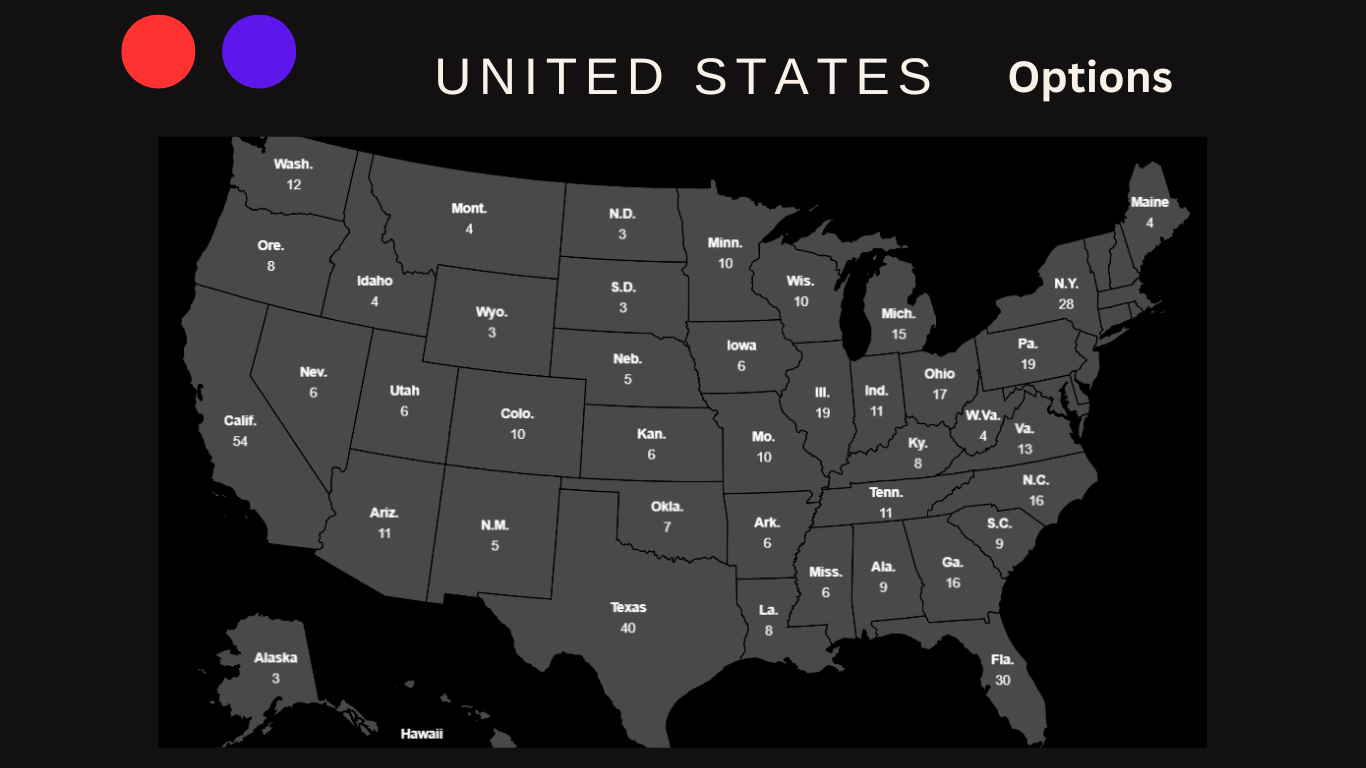 UNITED STATES
Options
Wash.
12
Mont.
4
N.D.
3
Minn.
10
Maine
4
Ore.
8
Idaho
4
Wyo.
3
S.D.
3
Wis.
10
Mich.
15
N.Y.
28
Nev.
6
Utah
6
Colo.
10
Neb.
5
Iowa
6
Ill.
19
Ind.
11
Ohio
17
Pa.
19
Calif.
54
Kan.
6
Mo.
10
Ky.
8
W.Va.
4
Va.
13
Ariz.
11
N.M.
5
Okla.
7
Ark.
6
Tenn.
11
N.C.
16
S.C.
9
Texas
40
La.
8
Miss.
6
Ala.
9
Ga.
16
Fla.
30
Alaska
3
Hawaii